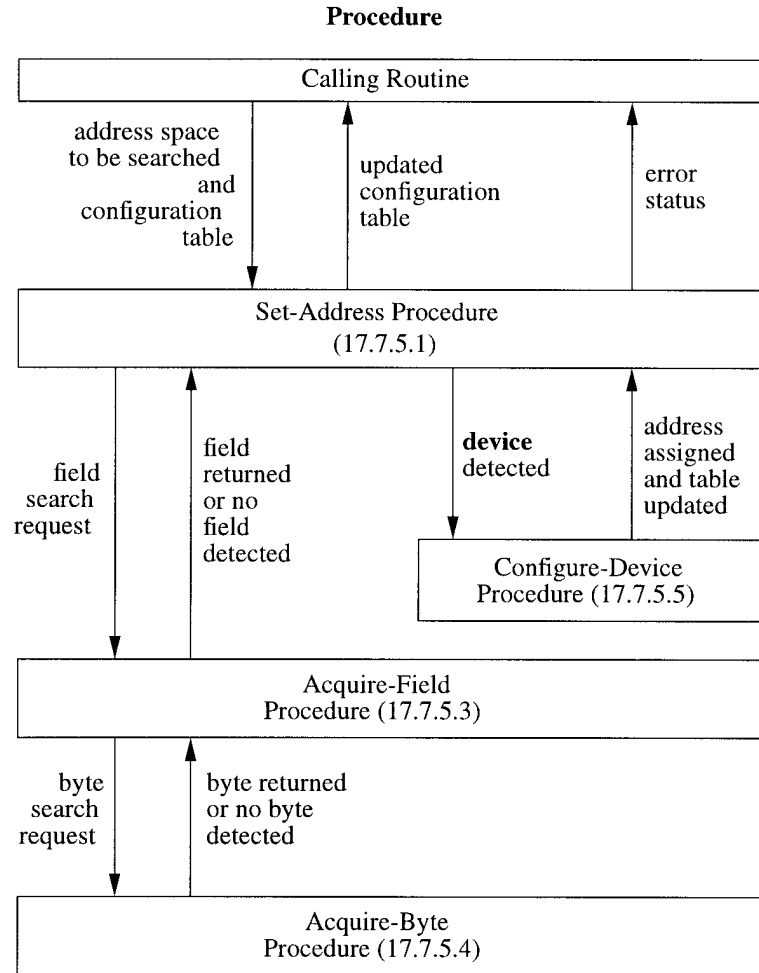 Procedure
Calling Routine
address space
to be searched
and
configuration
table
updated
configuration
table
error
status
Set-Address Procedure
(17.7.5.1)
field
search
request
field
returned
or no
field
detected
device
detected
address
assigned
and table
updated
Configure-Device
Procedure (17.7.5.5)
Acquire-Field
Procedure (17.7.5.3)
byte
search
request
byte returned
or no byte
detected
Acquire-Byte
Procedure (17.7.5.4)